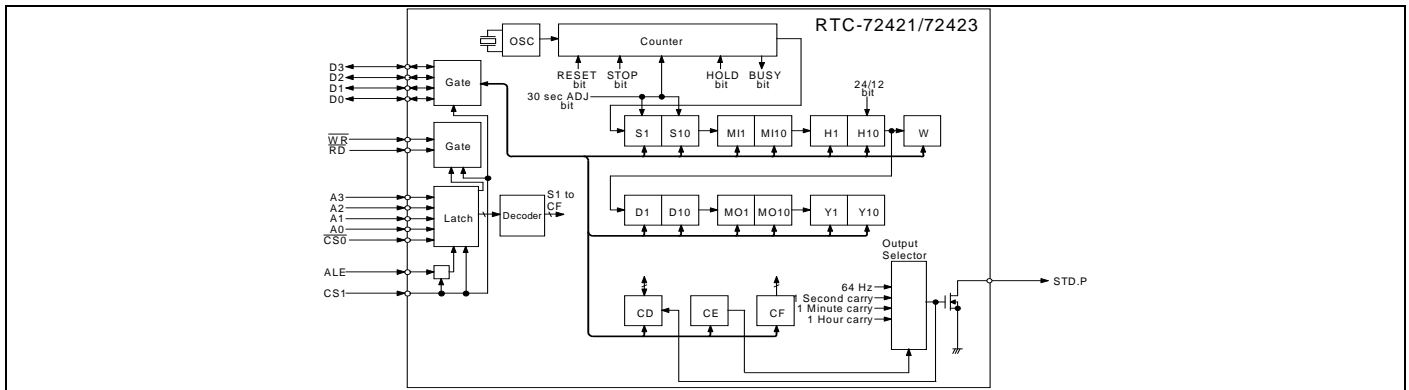 RTC-72421/72423
OSC
Counter
D3
D2
D1
D0
Gate
RESET
bit
STOP
bit
HOLD
bit
BUSY
bit
30 sec ADJ
bit
24/12
bit
WR
RD
Gate
S1
S10
MI1
MI10
H1
H10
W
A3
A2
A1
A0
CS0
Latch
Decoder
S1 to
CF
D1
D10
MO1
MO10
Y1
Y10
ALE
CS1
Output
Selector
64 Hz
1 Second carry
1 Minute carry
1 Hour carry
STD.P
CD
CE
CF